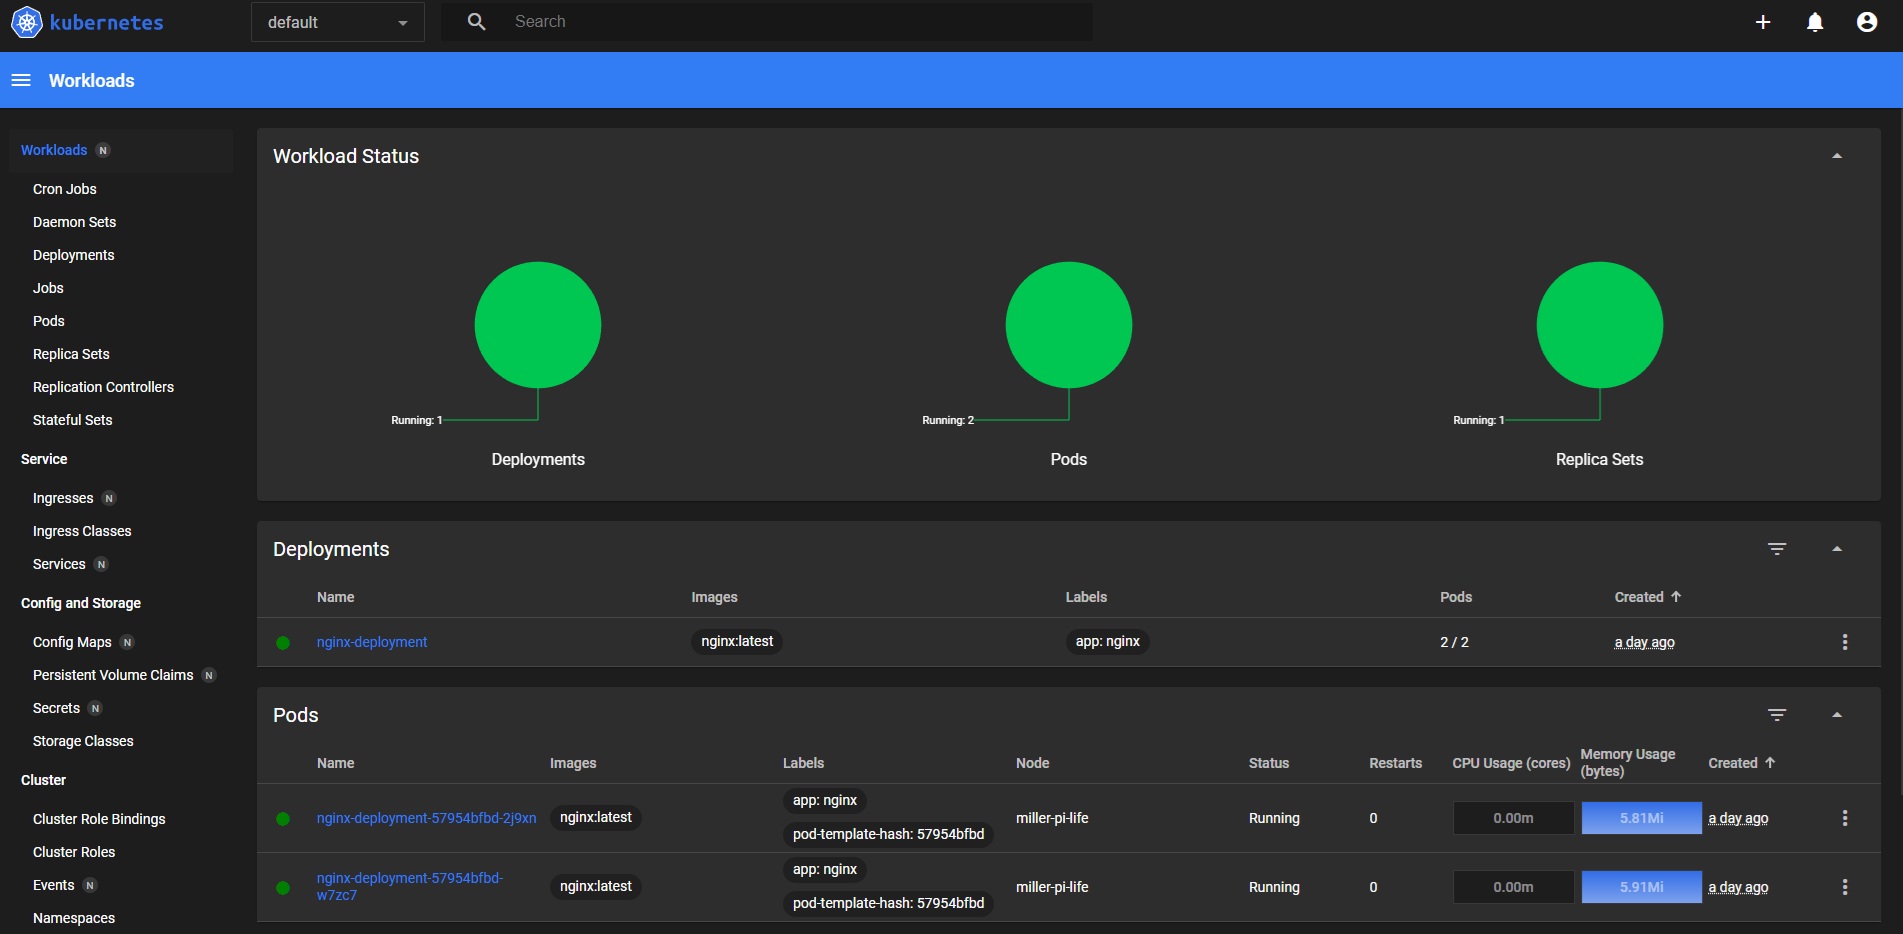 kubernetes
default
Search
Workloads
Workloads N
Cron Jobs
Daemon Sets
Deployments
Jobs
Pods
Replica Sets
Replication Controllers
Stateful Sets
Service
Ingresses N
Ingress Classes
Services N
Config and Storage
Config Maps N
Persistent Volume Claims N
Secrets N
Storage Classes
Cluster
Cluster Role Bindings
Cluster Roles
Events N
Namespaces
Workload Status
Running: 1
Deployments
Running: 2
Pods
Running: 1
Replica Sets
Deployments
Name Images Labels Pods Created
nginx-deployment nginx:latest app: nginx 2 / 2 a day ago
Pods
Name Images Labels Node Status Restarts CPU Usage (cores) Memory Usage
(bytes) Created
app: nginx
nginx-deployment-57954bfbd-2j9xn nginx:latest miller-pi-life Running 0 0.00m 5.81Mi a day ago
pod-template-hash: 57954bfbd
app: nginx
nginx-deployment-57954bfbd-
w7zc7 nginx:latest miller-pi-life Running 0 0.00m 5.91Mi a day ago
pod-template-hash: 57954bfbd